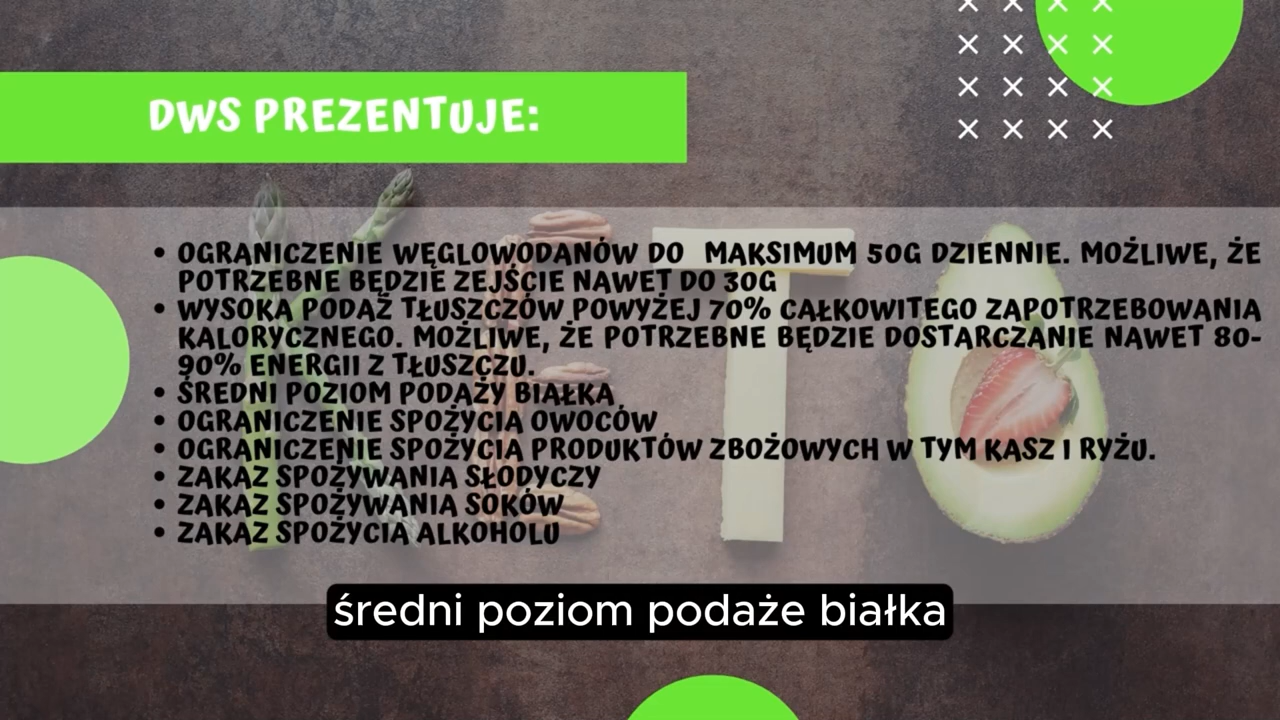 DWS PREZENTUJE:
• OGRANICZENIE WĘGLOWODANÓW DO MAKSIMUM 50G DZIENNIE. MOŻLIWE, ŻE
POTRZEBNE BĘDZIE ZEJŚCIE NAWET DO 30G
• WYSOKA PODAŻ TŁUSZCZÓW POWYŻEJ 70% CAŁKOWITEGO ZAPOTRZEBOWANIA
KALORYCZNEGO. MOŻLIWE, ŻE POTRZEBNE BĘDZIE DOSTARCZANIE NAWET 80-
90% ENERGII Z TŁUSZCZU.
• ŚREDNI POZIOM PODAŻY BIAŁKA
• OGRANICZENIE SPOŻYCIA OWOCÓW
• OGRANICZENIE SPOŻYCIA PRODUKTÓW ZBOŻOWYCH W TYM KASZ I RYŻU.
• ZAKAZ SPOŻYWANIA SŁODYCZY
• ZAKAZ SPOŻYWANIA SOKÓW
• ZAKAZ SPOŻYCIA ALKOHOLU
średni poziom podaże białka